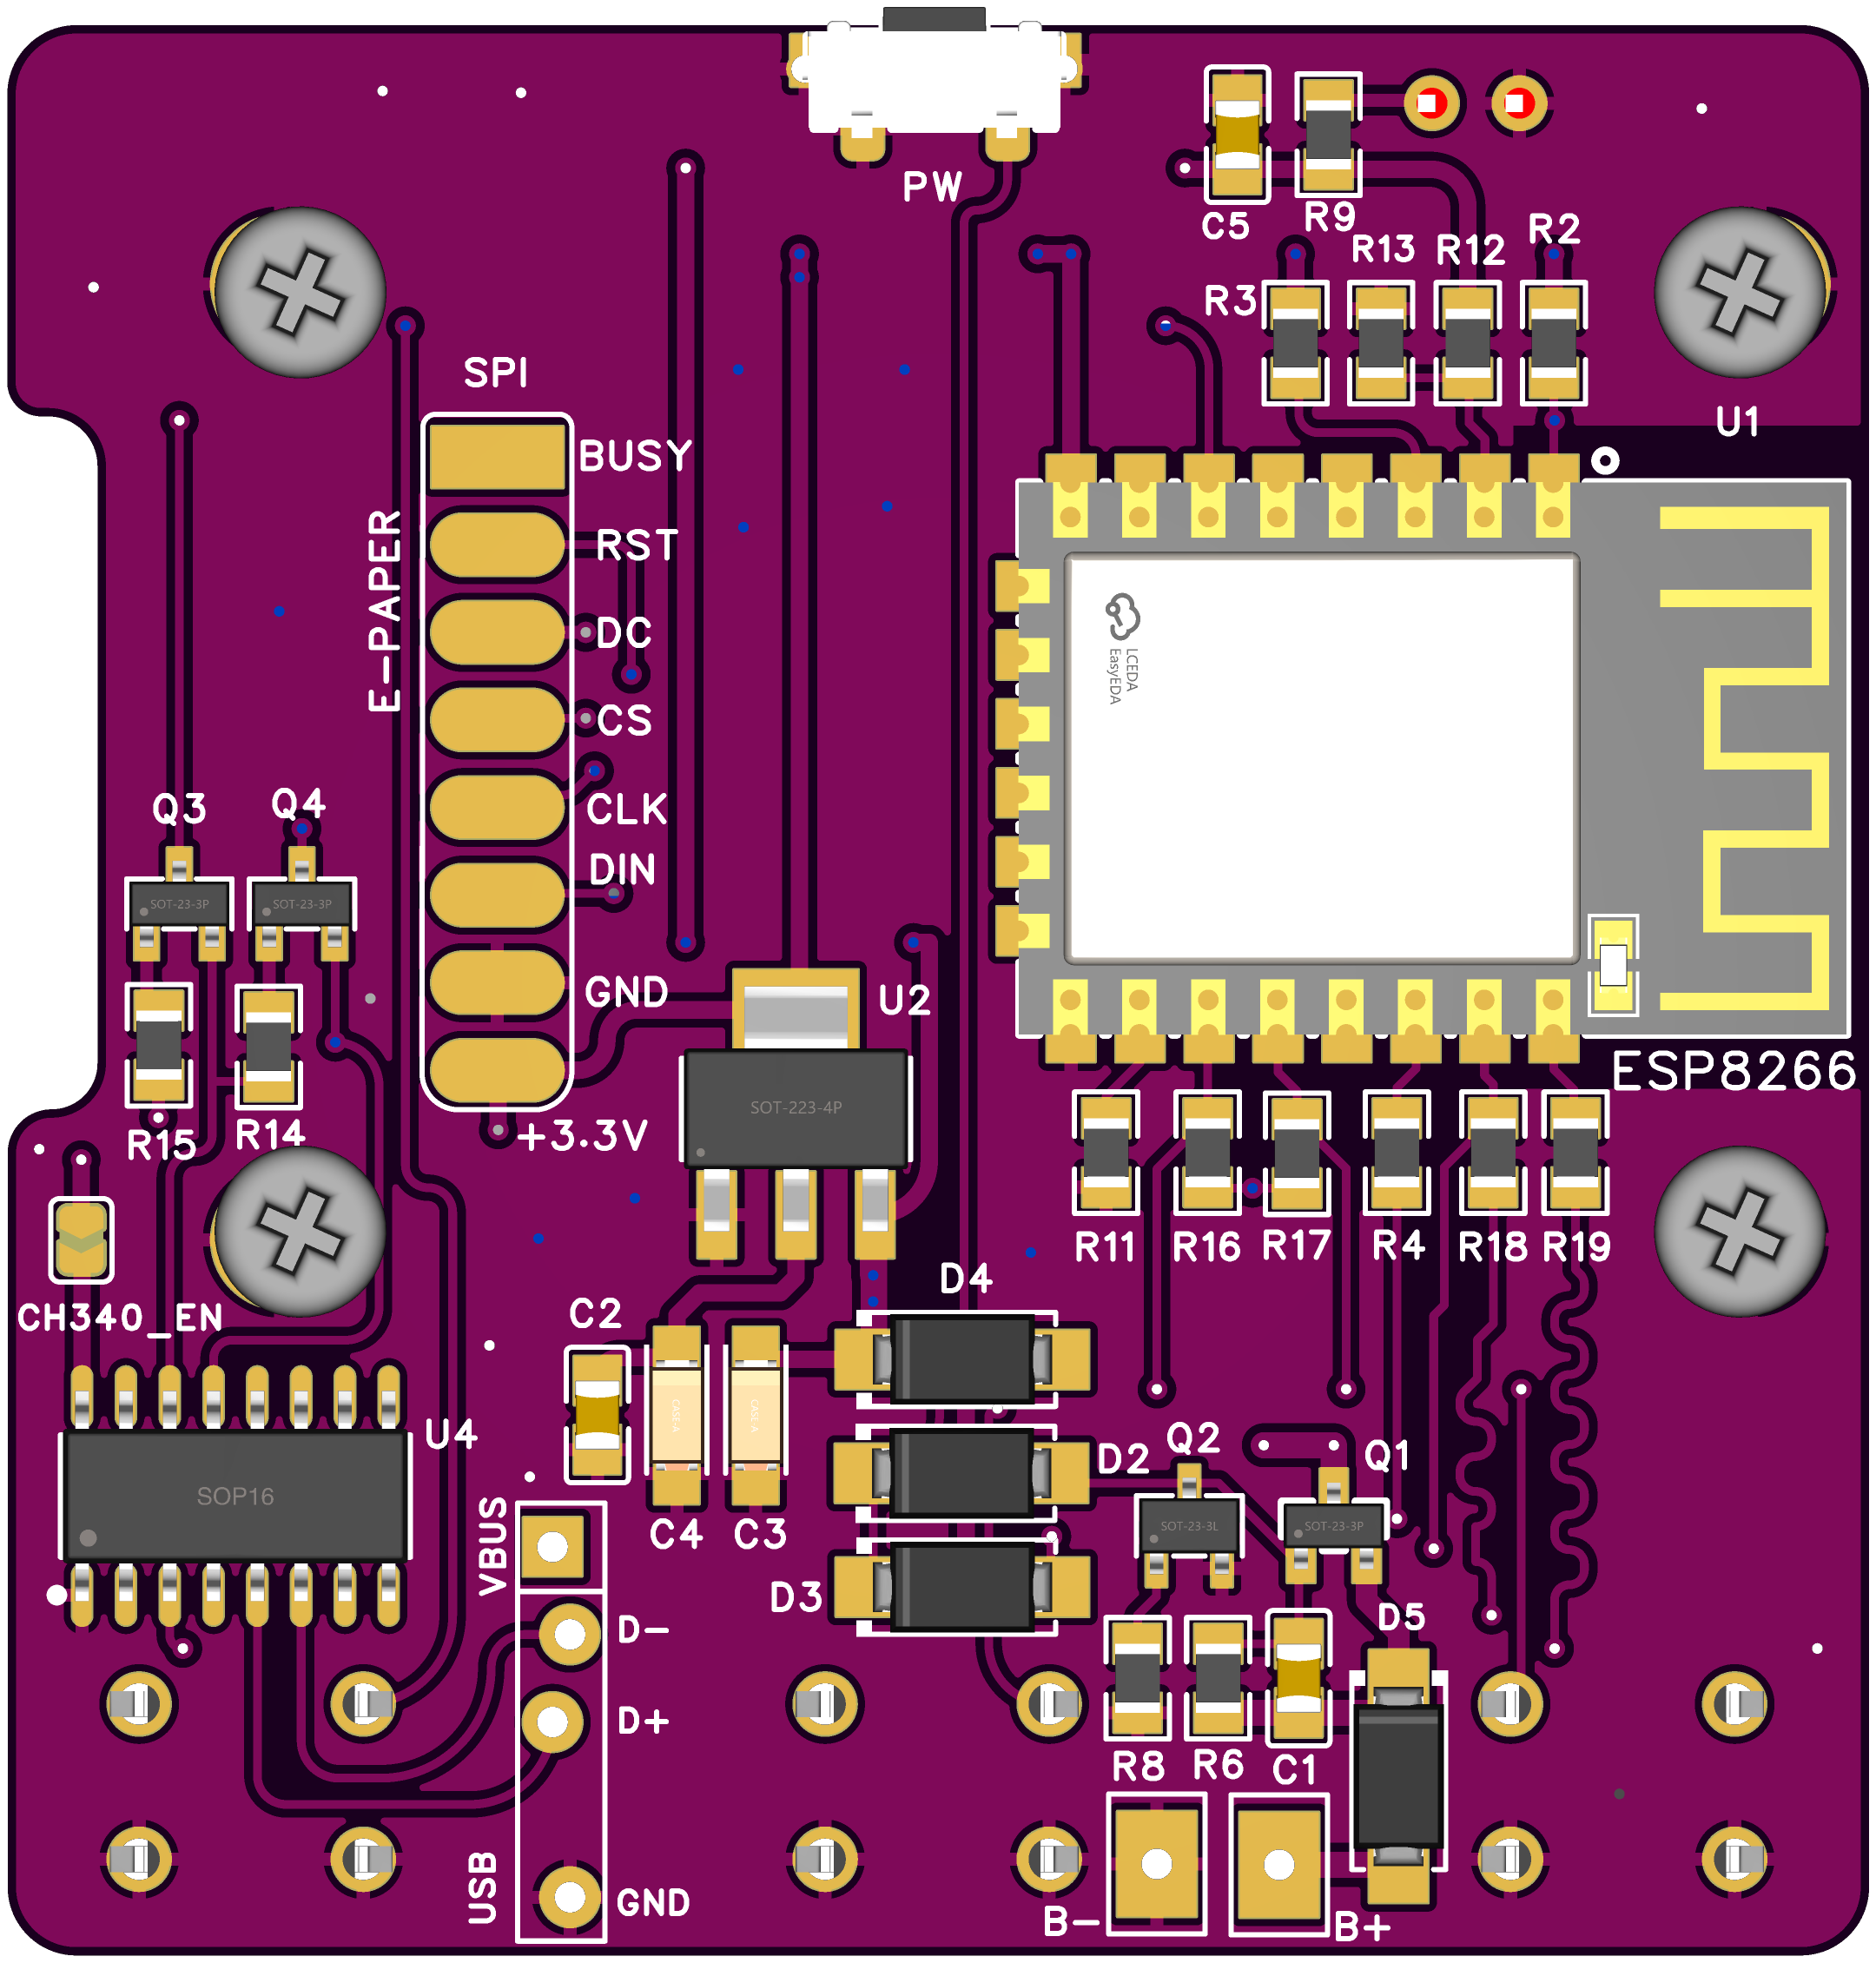 PW
C5
R9
R13
R12
R2
R3
U1
SPI
BUSY
RST
DC
CS
CLK
DIN
GND
+3.3V
E-PAPER
LCEDA
EasyEDA
ESP8266
Q3
Q4
SOT-23-3P
SOT-23-3P
R15
R14
U2
SOT-223-4P
R11
R16
R17
R4
R18
R19
CH340_EN
C2
D4
CASE-A
CASE-A
U4
SOP16
C4
C3
D2
Q2
Q1
SOT-23-3L
SOT-23-3P
D3
D5
VBUS
D-
D+
USB
GND
R8
R6
C1
B-
B+